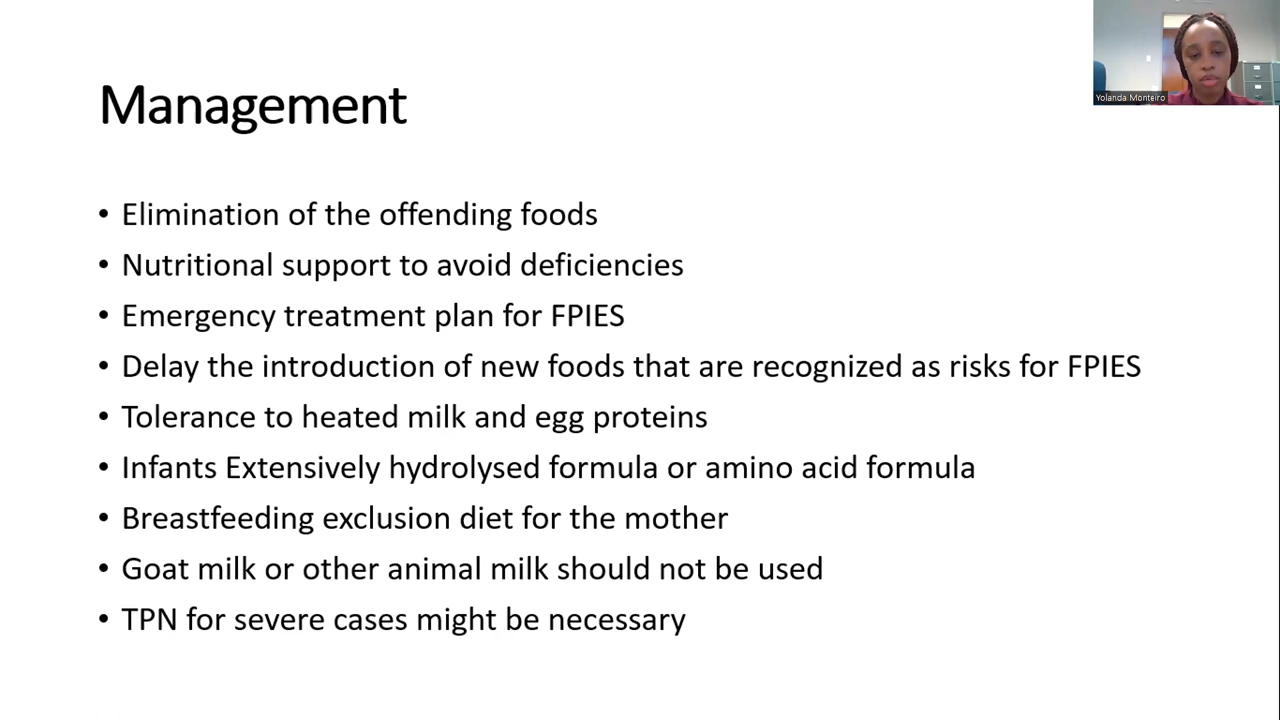 Yolanda Monteiro
Management
• Elimination of the offending foods
• Nutritional support to avoid deficiencies
• Emergency treatment plan for FPIES
• Delay the introduction of new foods that are recognized as risks for FPIES
• Tolerance to heated milk and egg proteins
• Infants Extensively hydrolysed formula or amino acid formula
• Breastfeeding exclusion diet for the mother
• Goat milk or other animal milk should not be used
• TPN for severe cases might be necessary